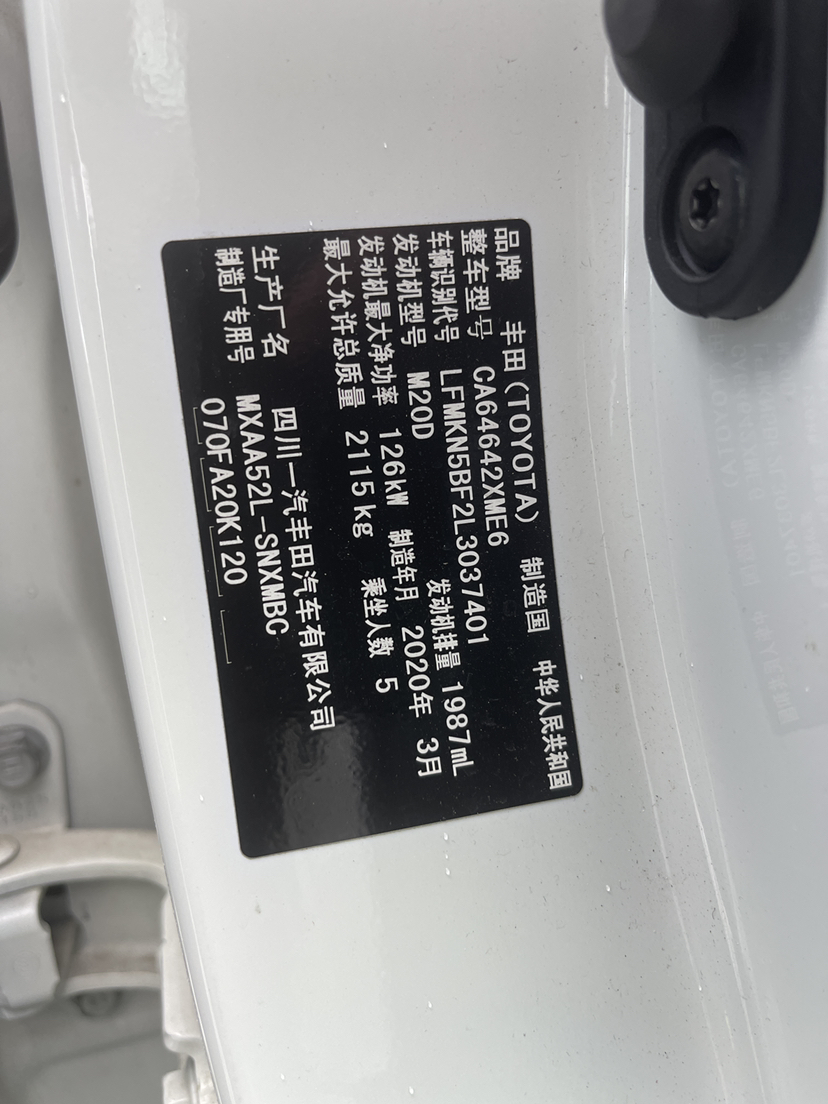 品牌 丰田(TOYOTA) 制造国 中华人民共和国
整车型号 CA64642XME6
车辆识别代号 LFMKN5BF2L3037401
发动机型号 M20D 发动机排量 1987mL
发动机最大净功率 126kW 制造年月 2020年 3月
最大允许总质量 2115kg 乘坐人数 5
生产厂名 四川一汽丰田汽车有限公司
制造厂专用号 MXAA52L-SNXMBC
070FA20K120